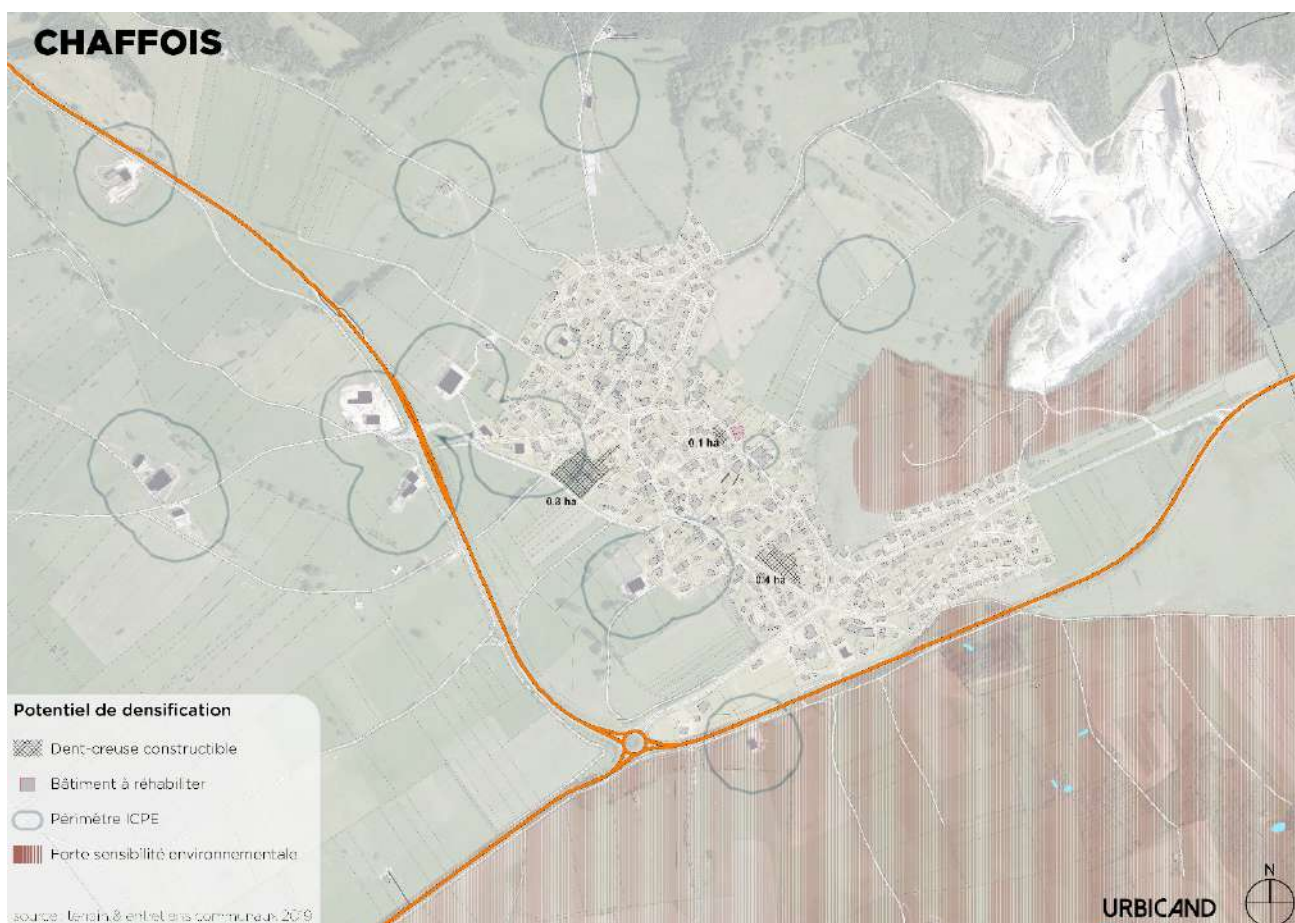 CHAFFOIS
0.1 ha
0.8 ha
0.4 ha
Potentiel de densification
Dent-creuse constructible
Bâtiment à réhabiliter
Périmètre ICPE
Forte sensibilité environnementale
source : terrain & entretiens communaux 2019
URBICAND
N